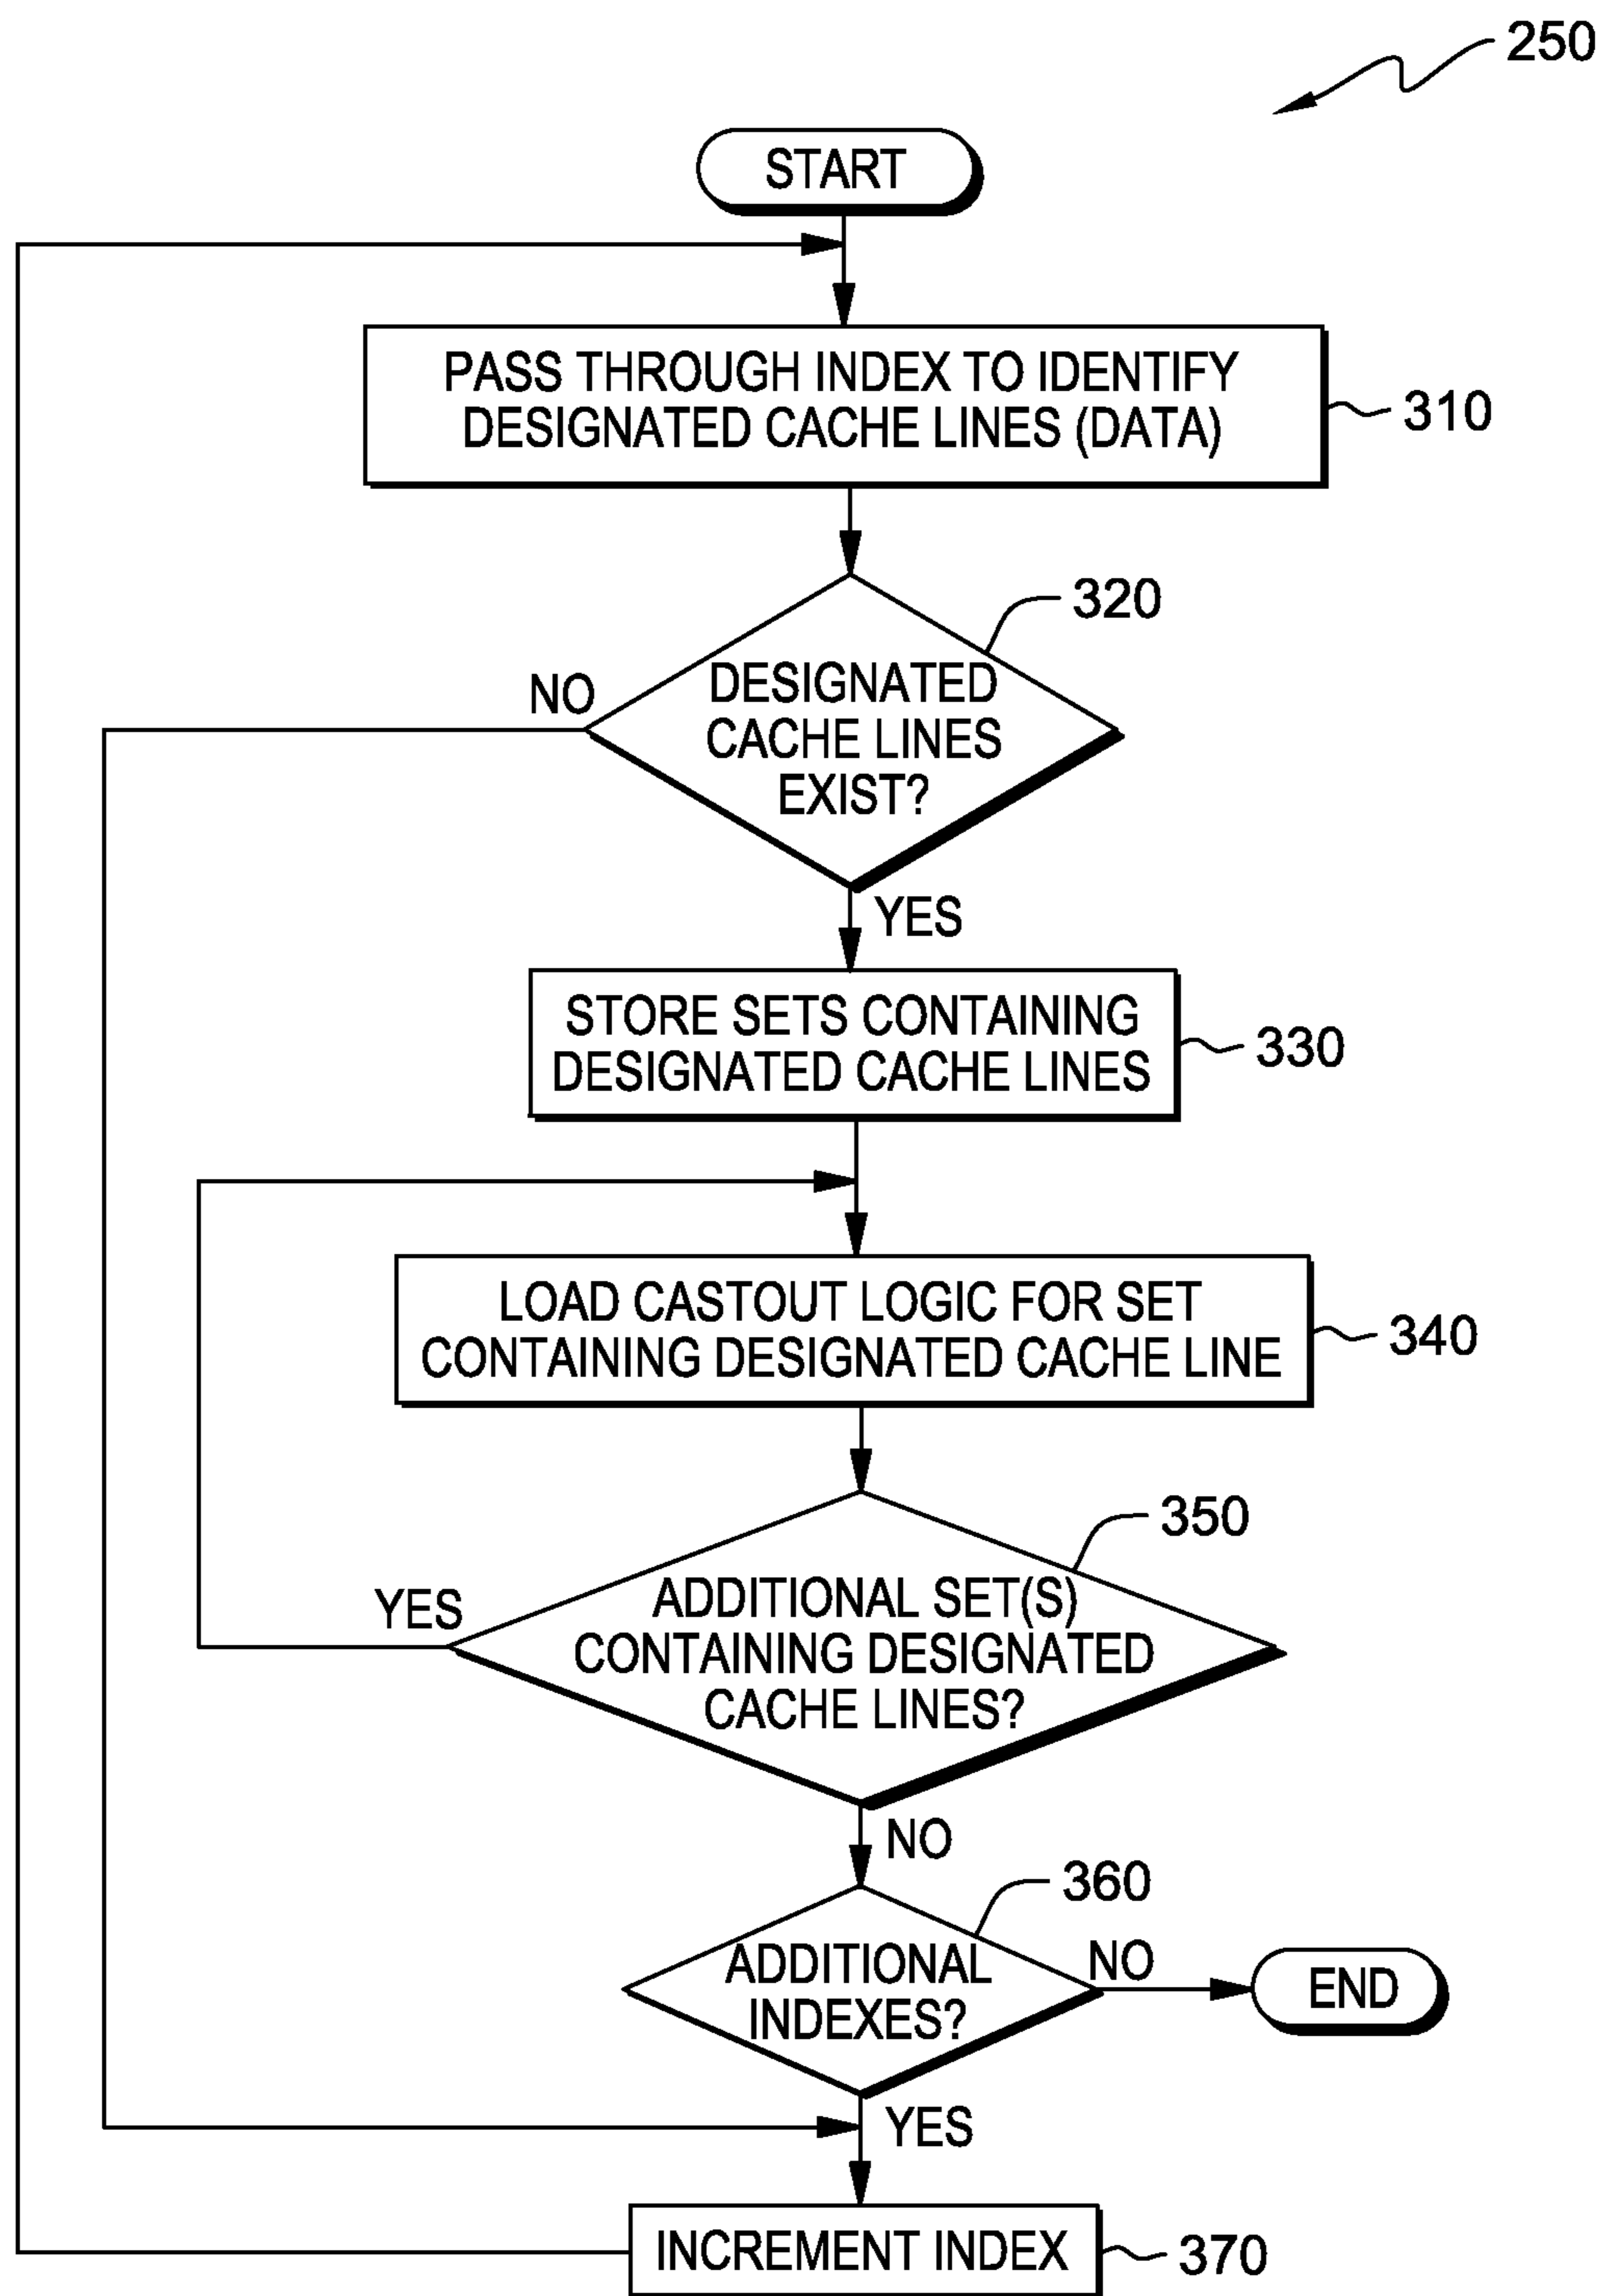 250
START
PASS THROUGH INDEX TO IDENTIFY
DESIGNATED CACHE LINES (DATA)
310
320
DESIGNATED
CACHE LINES
EXIST?
NO
YES
STORE SETS CONTAINING
DESIGNATED CACHE LINES
330
LOAD CASTOUT LOGIC FOR SET
CONTAINING DESIGNATED CACHE LINE
340
350
ADDITIONAL SET(S)
CONTAINING DESIGNATED
CACHE LINES?
YES
NO
360
ADDITIONAL
INDEXES?
NO
END
YES
INCREMENT INDEX
370